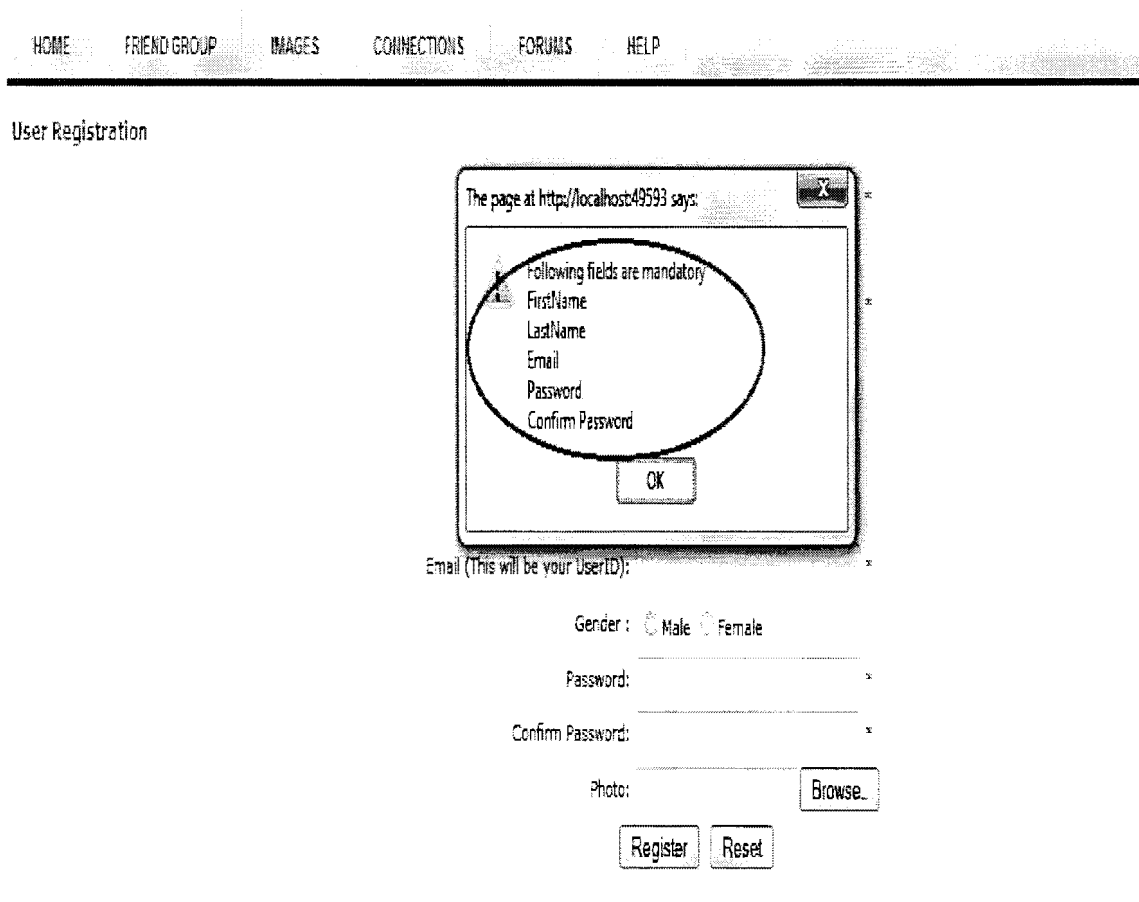 HOME FRIEND GROUP IMAGES CONNECTIONS FORUMS HELP
User Registration
The page at http://localhost:49593 says:
X
*
Following fields are mandatory
FirstName
*
LastName
Email
Password
Confirm Password
OK
Email (This will be your UserID): *
Gender : Male Female
Password: *
Confirm Password: *
Photo: Browse...
Register Reset